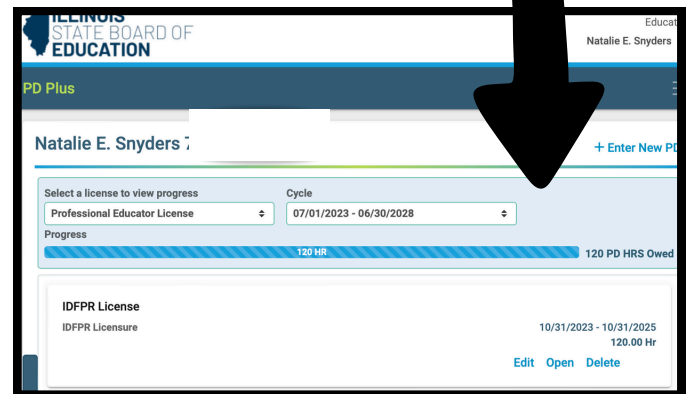 ILLINOIS
STATE BOARD OF
EDUCATION
Natalie E. Snyders
PD Plus
Natalie E. Snyders
+ Enter New PD
Select a license to view progress
Cycle
Professional Educator License
07/01/2023 - 06/30/2028
Progress
120 HR
120 PD HRS Owed
IDFPR License
IDFPR Licensure
10/31/2023 - 10/31/2025
120.00 Hr
Edit Open Delete